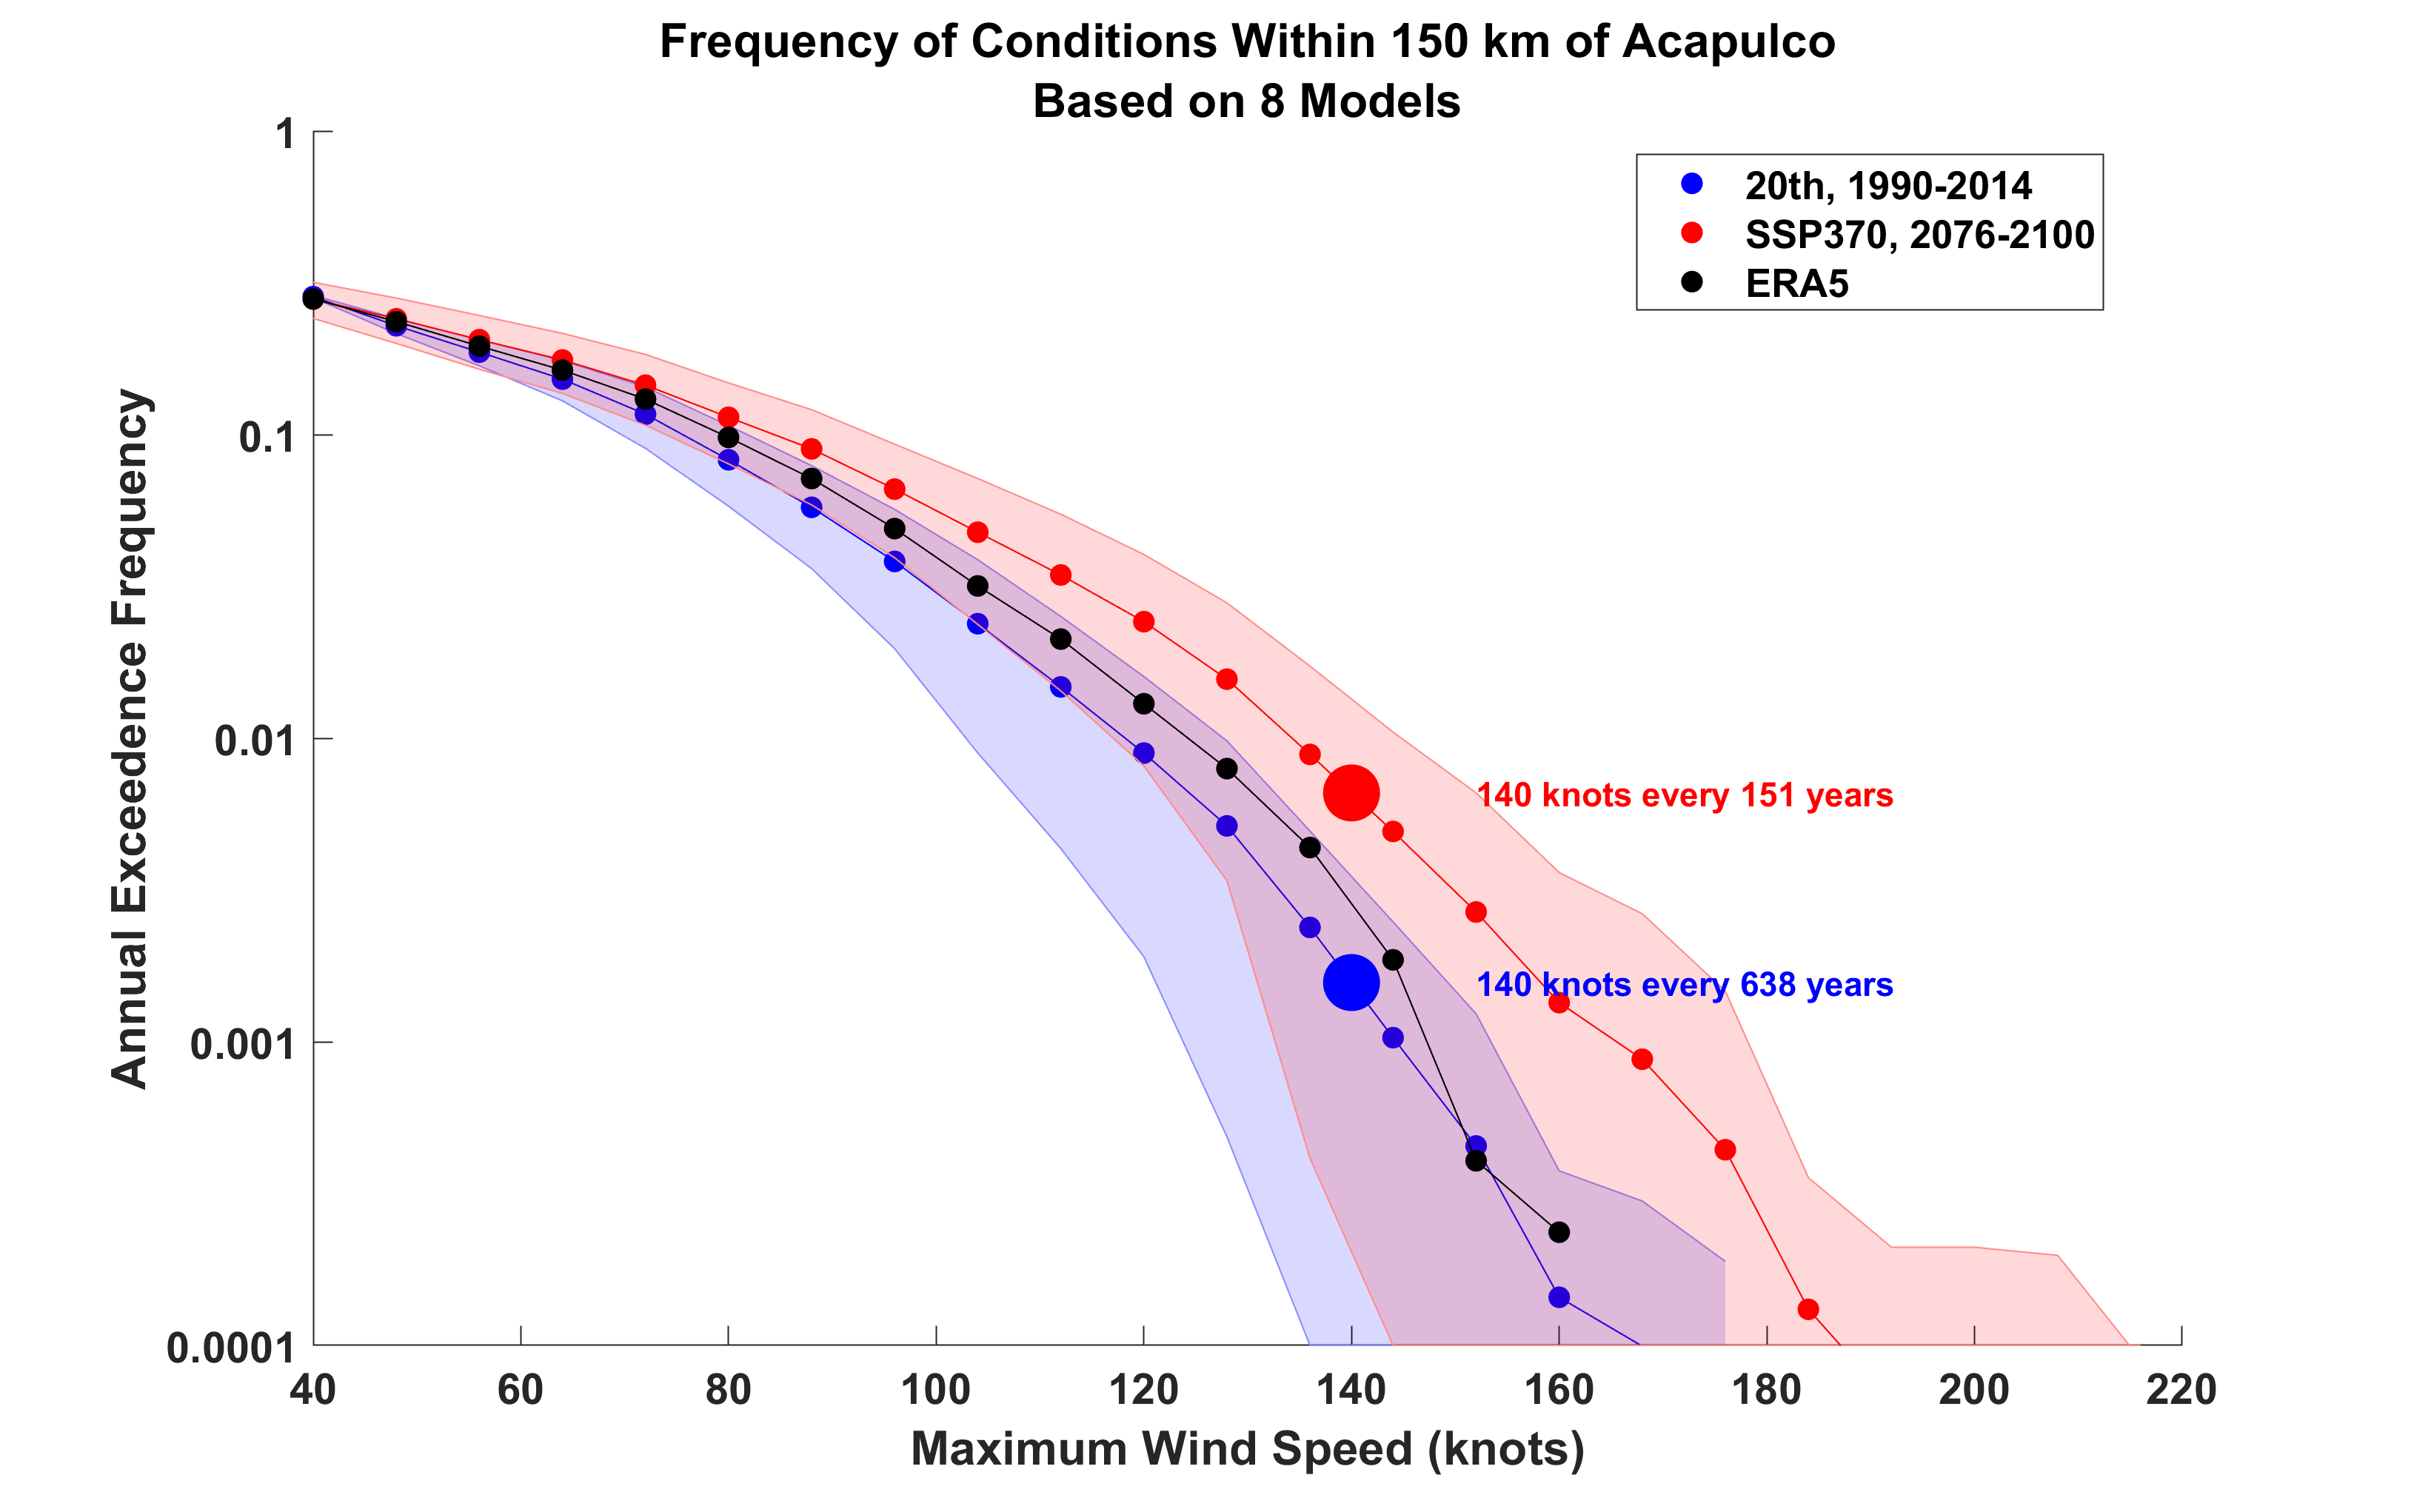 Frequency of Conditions Within 150 km of Acapulco
Based on 8 Models
1
20th, 1990-2014
SSP370, 2076-2100
ERA5
0.1
Annual Exceedence Frequency
0.01
140 knots every 151 years
140 knots every 638 years
0.001
0.0001
40 60 80 100 120 140 160 180 200 220
Maximum Wind Speed (knots)